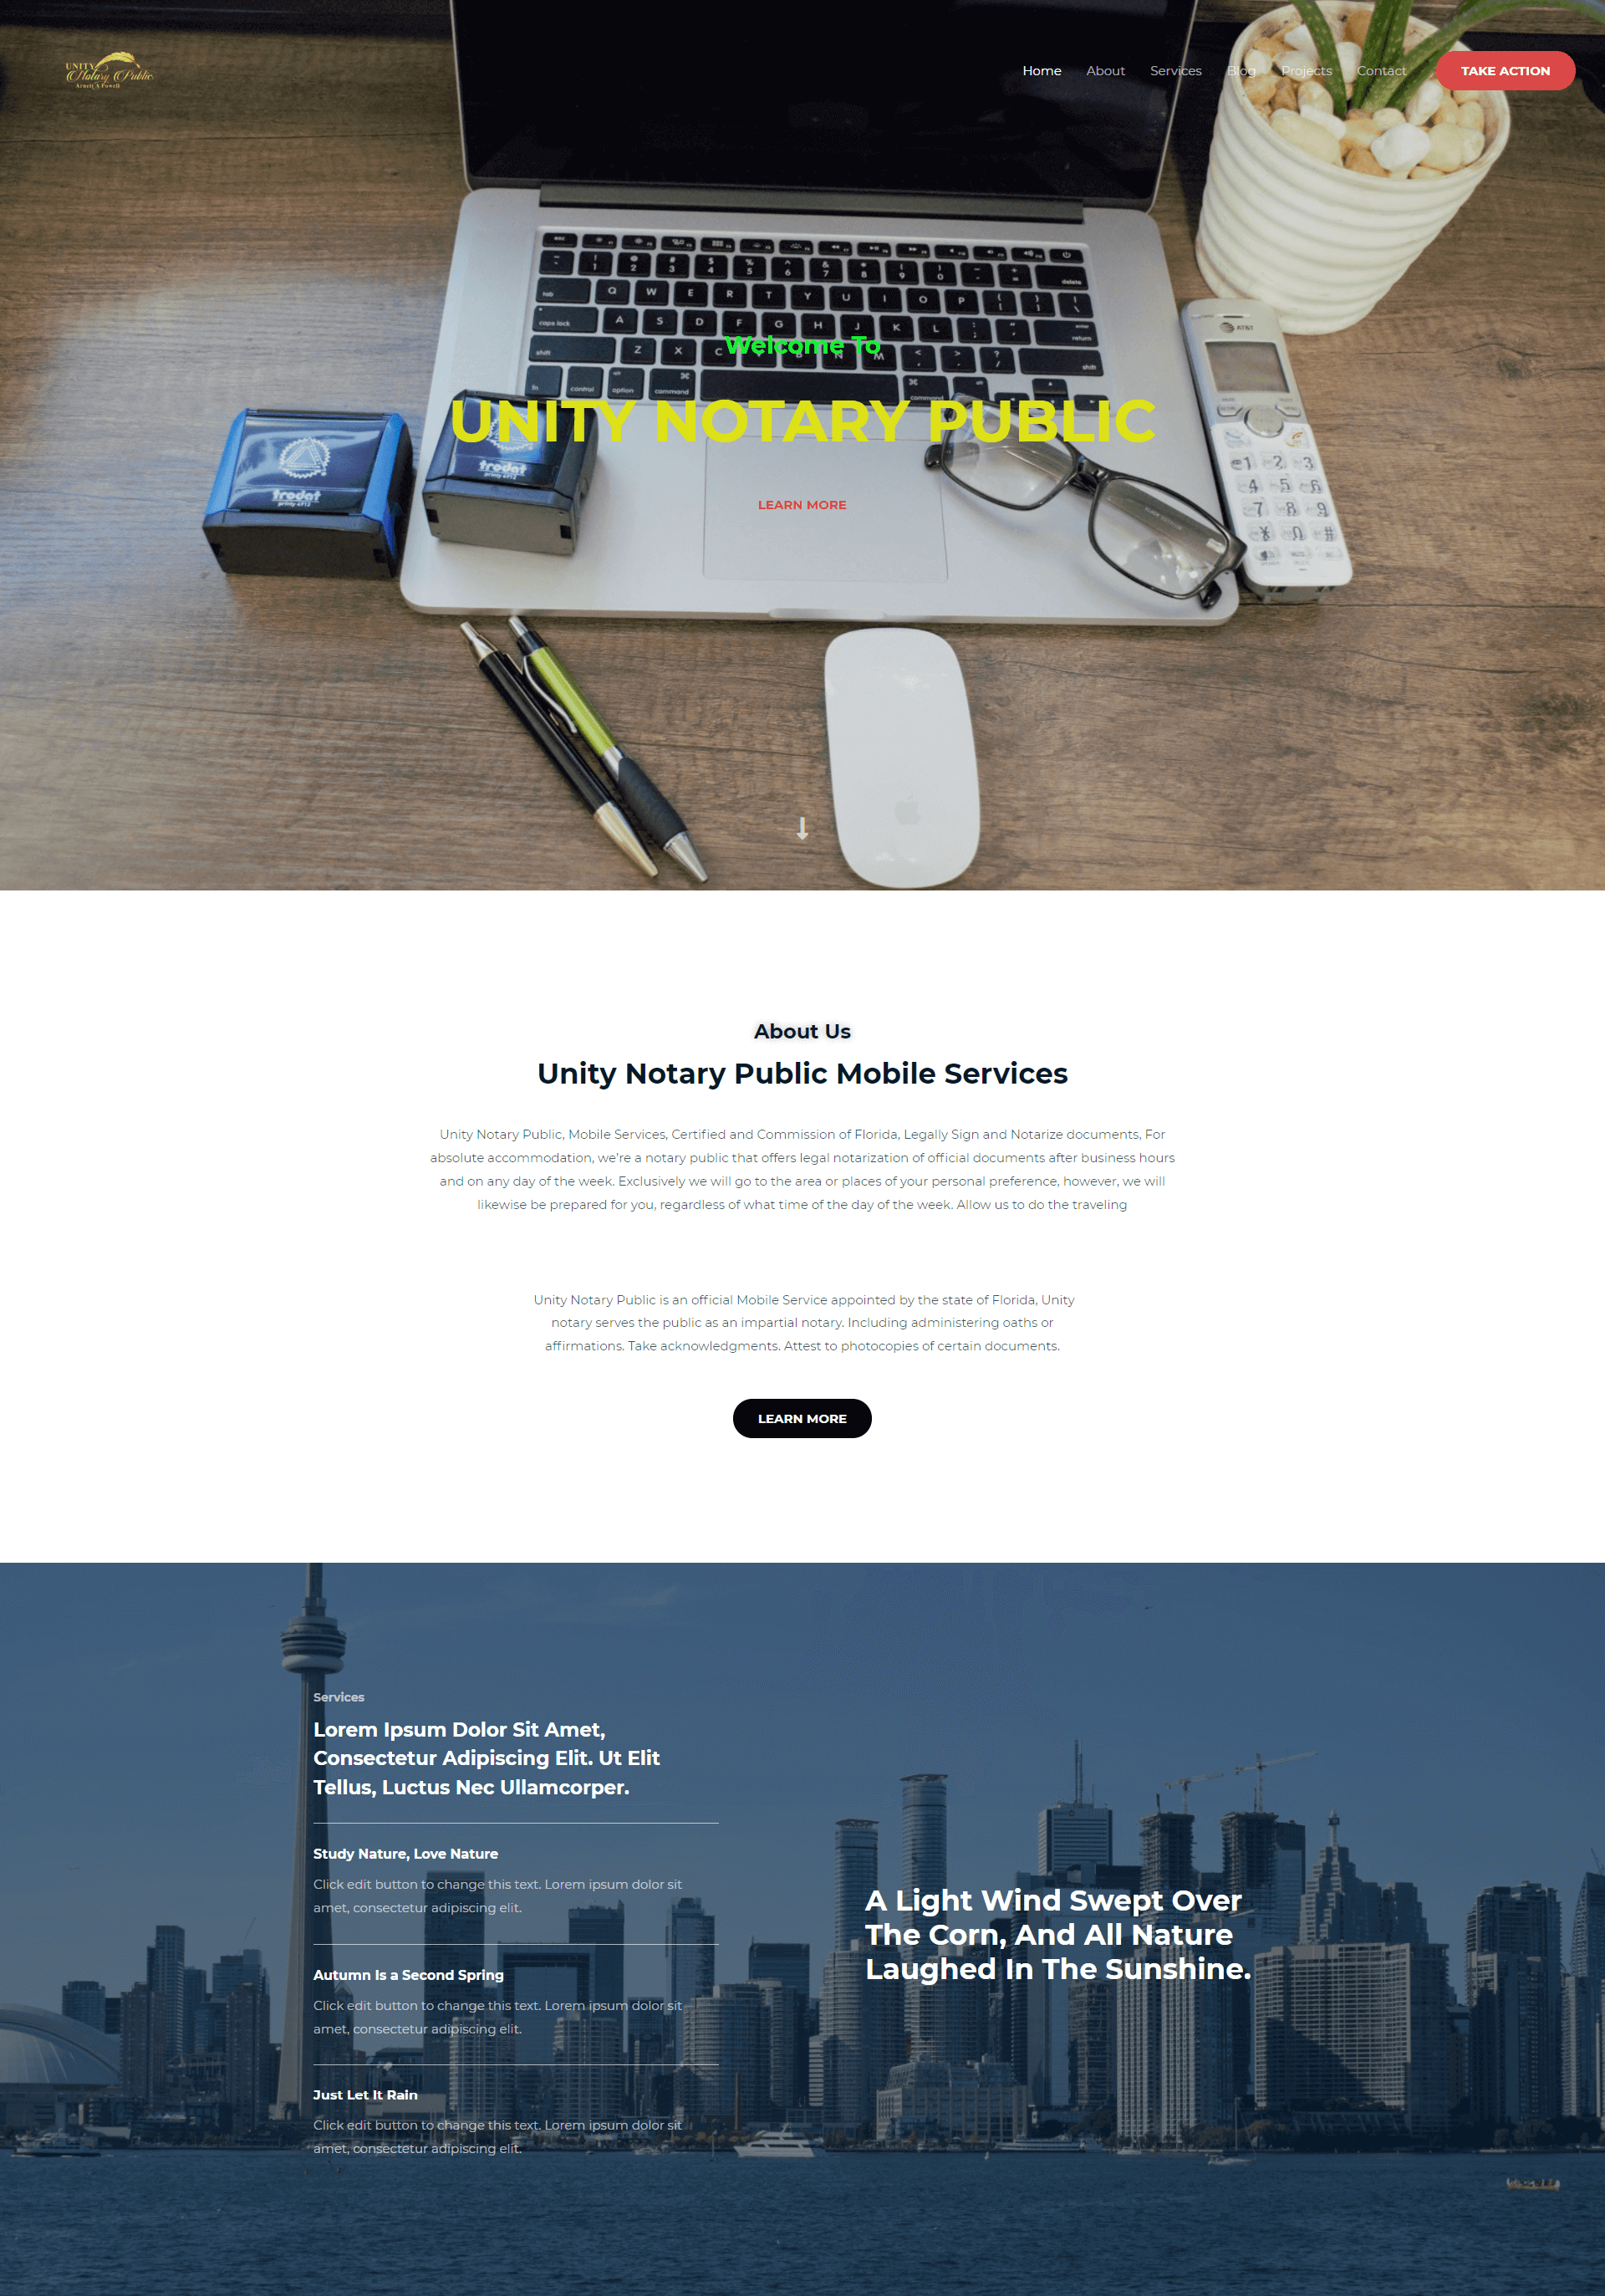 UNITY
Notary Public
Arnett A Powell
Home About Services Blog Projects Contact TAKE ACTION
Welcome To
UNITY NOTARY PUBLIC
trodat
trodat
AT&T
LEARN MORE
About Us
Unity Notary Public Mobile Services
Unity Notary Public, Mobile Services, Certified and Commission of Florida, Legally Sign and Notarize documents, For
absolute accommodation, we're a notary public that offers legal notarization of official documents after business hours
and on any day of the week. Exclusively we will go to the area or places of your personal preference, however, we will
likewise be prepared for you, regardless of what time of the day of the week. Allow us to do the traveling
Unity Notary Public is an official Mobile Service appointed by the state of Florida, Unity
notary serves the public as an impartial notary. Including administering oaths or
affirmations. Take acknowledgments. Attest to photocopies of certain documents.
LEARN MORE
Services
Lorem Ipsum Dolor Sit Amet,
Consectetur Adipiscing Elit. Ut Elit
Tellus, Luctus Nec Ullamcorper.
Study Nature, Love Nature
Click edit button to change this text. Lorem ipsum dolor sit
amet, consectetur adipiscing elit.
Autumn Is a Second Spring
Click edit button to change this text. Lorem ipsum dolor sit
amet, consectetur adipiscing elit.
Just Let It Rain
Click edit button to change this text. Lorem ipsum dolor sit
amet, consectetur adipiscing elit.
A Light Wind Swept Over
The Corn, And All Nature
Laughed In The Sunshine.